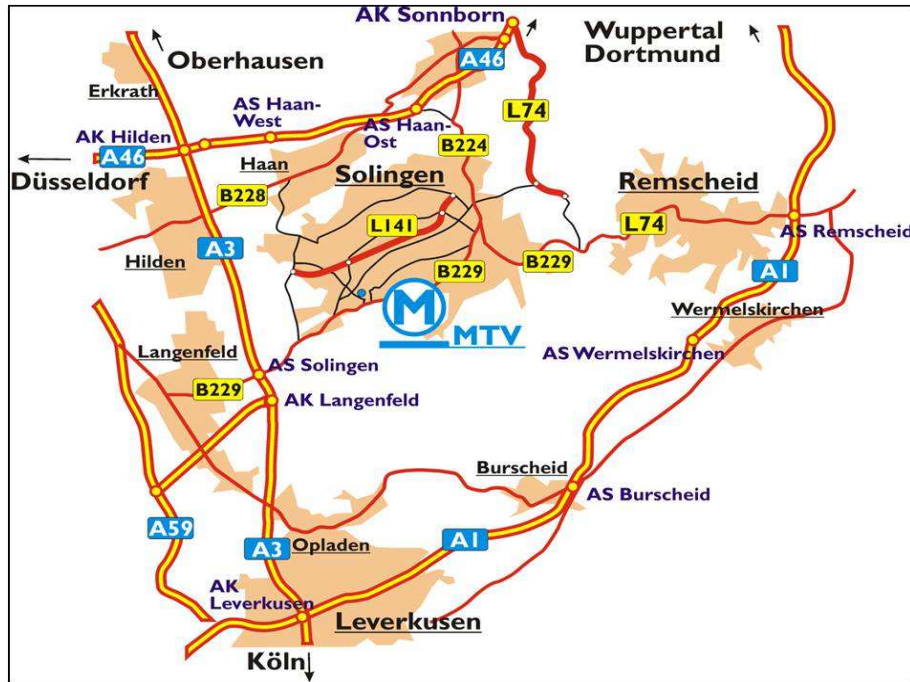 AK Sonnborn
Wuppertal
Dortmund
Oberhausen
A46
Erkrath
AS Haan-
West
L74
AK Hilden
AS Haan-
Ost
A46
Haan
B224
Düsseldorf
Solingen
Remscheid
B228
L141
L74
AS Remscheid
A3
Hilden
B229
B229
A1
M
MTV
Wermelskirchen
Langenfeld
AS Solingen
AS Wermelskirchen
B229
AK Langenfeld
Burscheid
AS Burscheid
A59
A3
Opladen
A1
AK
Leverkusen
Leverkusen
Köln